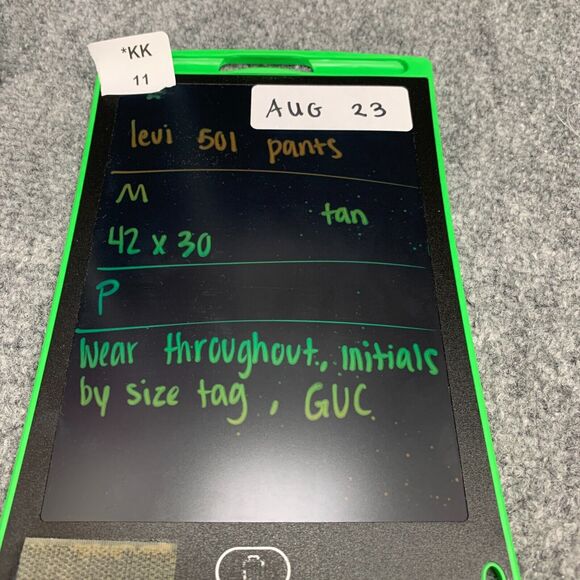 *KK
11
AUG 23
levi 501 pants
M
tan
42 x 30
P
Wear throughout, initials
by size tag, GUC